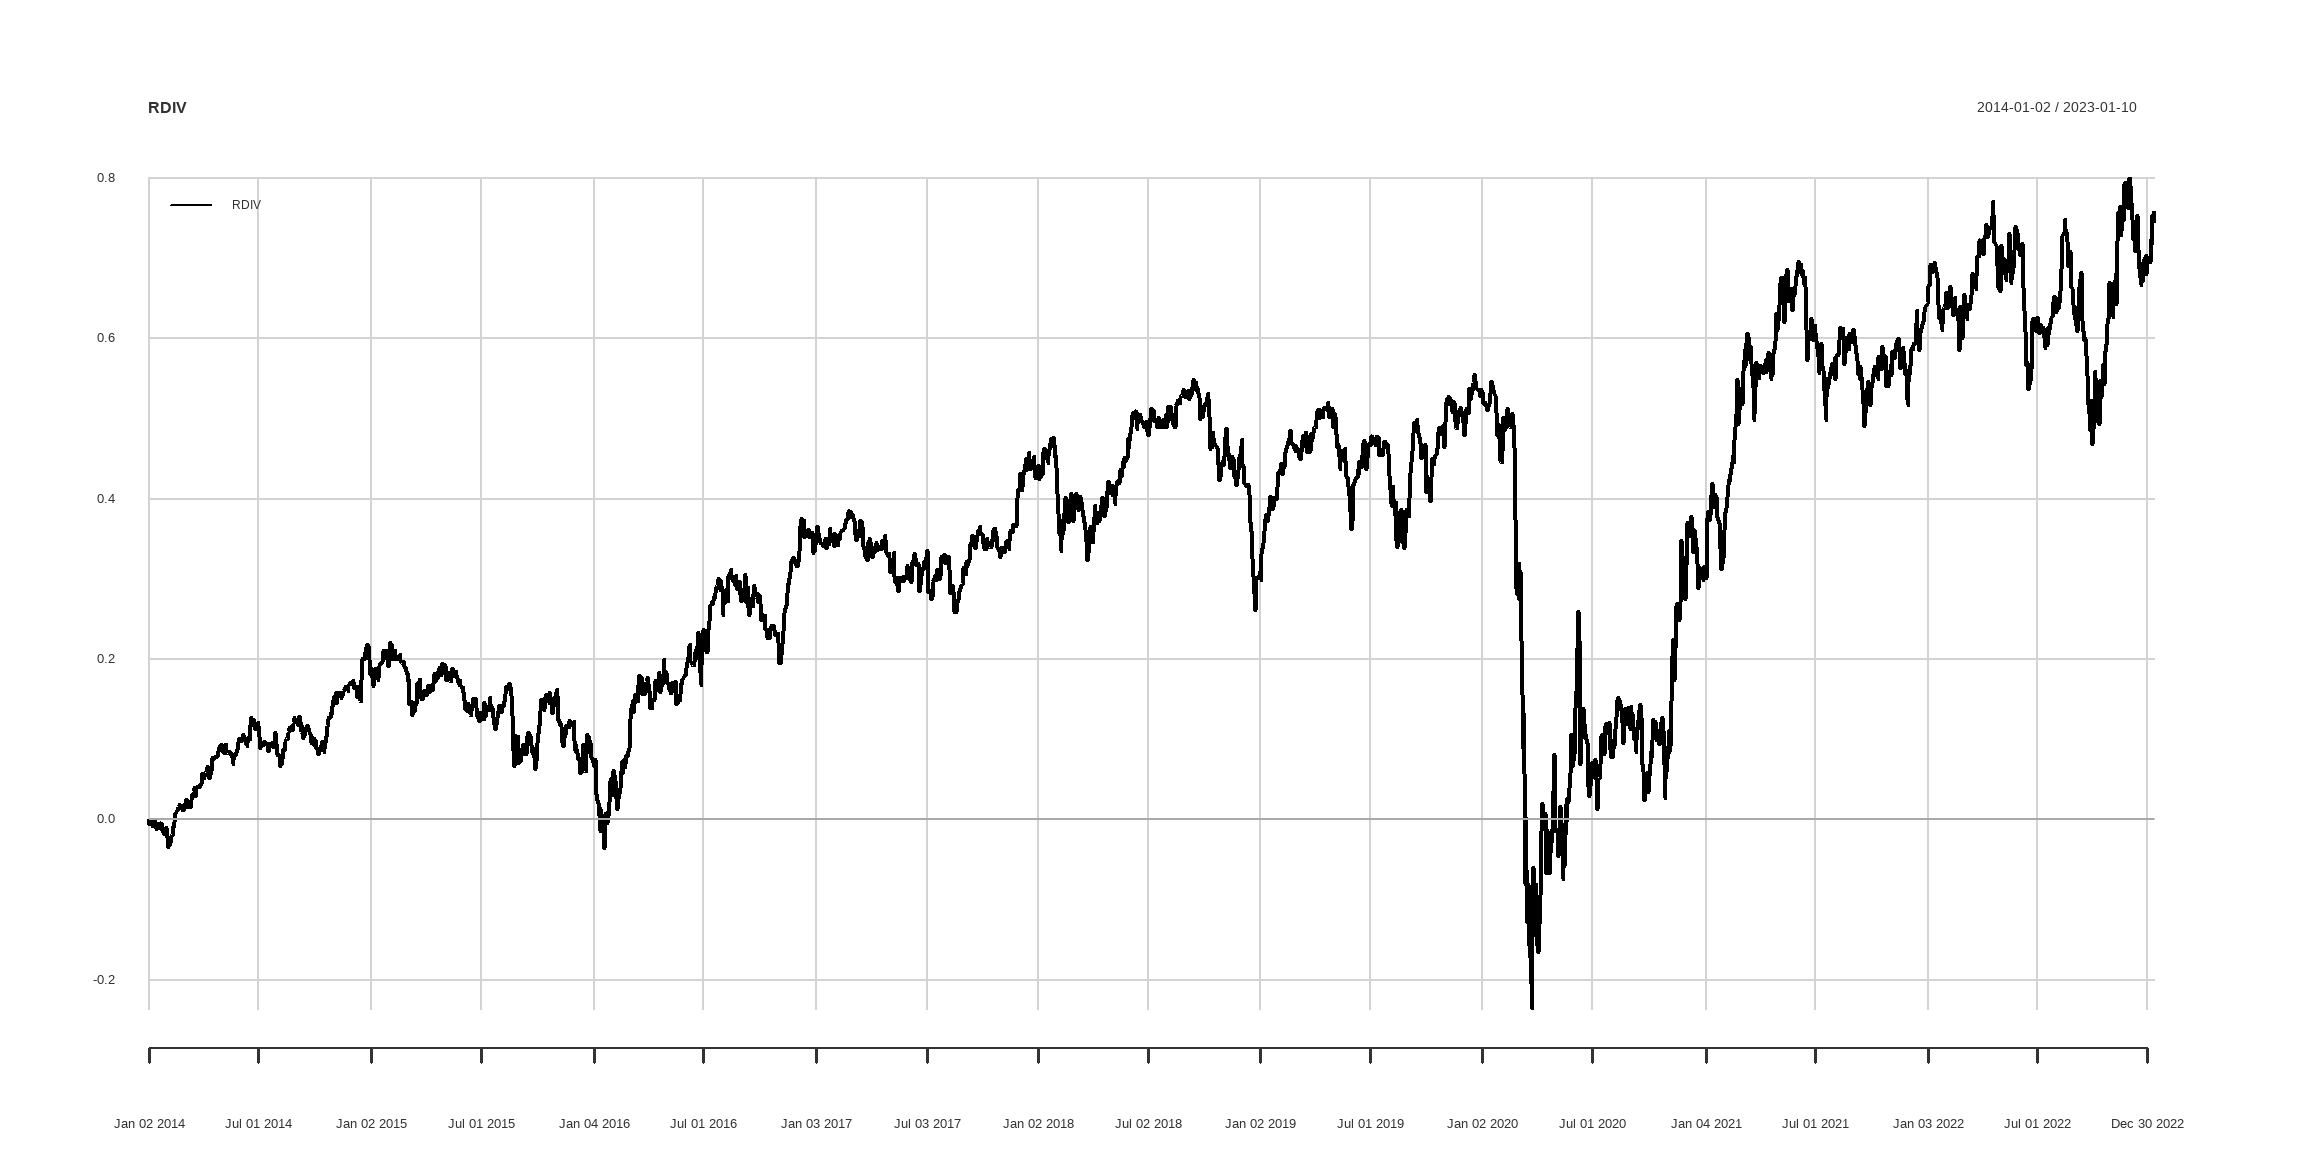 RDIV
2014-01-02 / 2023-01-10
0.8
RDIV
0.6
0.4
0.2
0.0
-0.2
Jan 02 2014
Jul 01 2014
Jan 02 2015
Jul 01 2015
Jan 04 2016
Jul 01 2016
Jan 03 2017
Jul 03 2017
Jan 02 2018
Jul 02 2018
Jan 02 2019
Jul 01 2019
Jan 02 2020
Jul 01 2020
Jan 04 2021
Jul 01 2021
Jan 03 2022
Jul 01 2022
Dec 30 2022